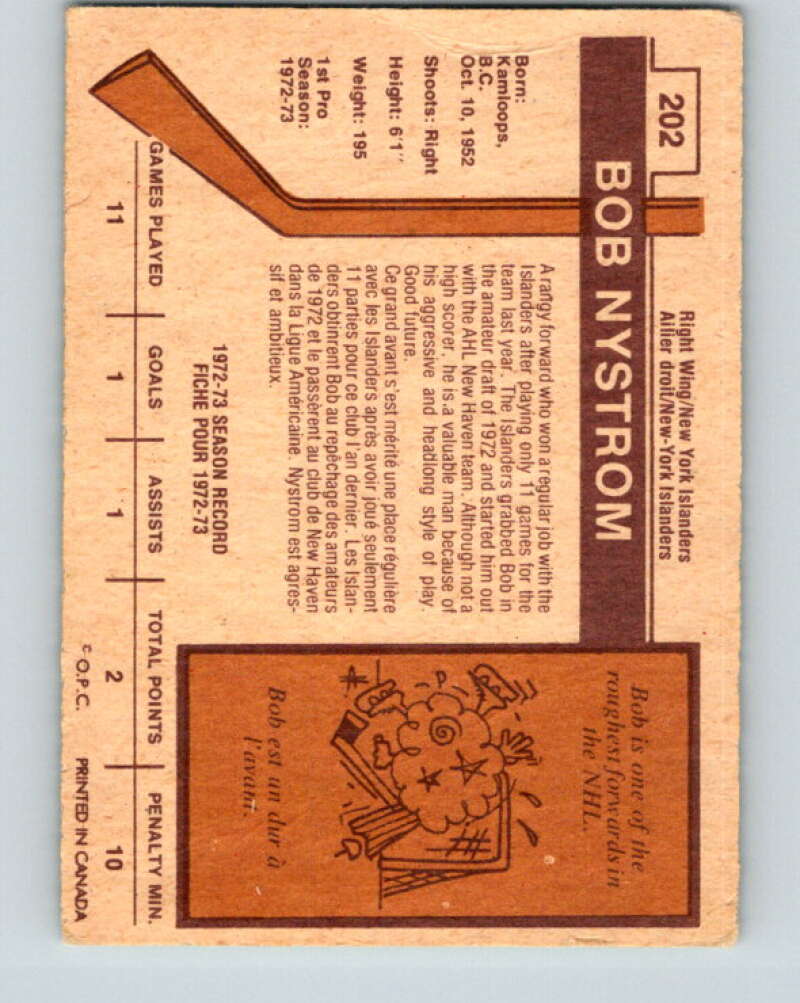 202
Right Wing/New York Islanders
Ailier droit/New-York Islanders
BOB NYSTROM
Born:
Kamloops,
B.C.
Oct. 10, 1952
Shoots: Right
Height: 6'1"
Weight: 195
1st Pro
Season:
1972-73
A rangy forward who won a regular job with the
Islanders after playing only 11 games for the
team last year. The Islanders grabbed Bob in
the amateur draft of 1972 and started him out
with the AHL New Haven team. Although not a
high scorer, he is a valuable man because of
his aggressive and headlong style of play.
Good future.
Ce grand avant s'est mérité une place régulière
avec les Islanders après avoir joué seulement
11 parties pour ce club l'an dernier. Les Islan-
ders obtinrent Bob au repêchage des amateurs
de 1972 et le passèrent au club de New Haven
dans la Ligue Américaine. Nystrom est agres-
sif et ambitieux.
Bob is one of the
roughest forwards in
the NHL.
Bob est un dur à
l'avant.
1972-73 SEASON RECORD
FICHE POUR 1972-73
GAMES PLAYED GOALS ASSISTS TOTAL POINTS PENALTY MIN.
11 1 1 2 10
© O.P.C. PRINTED IN CANADA